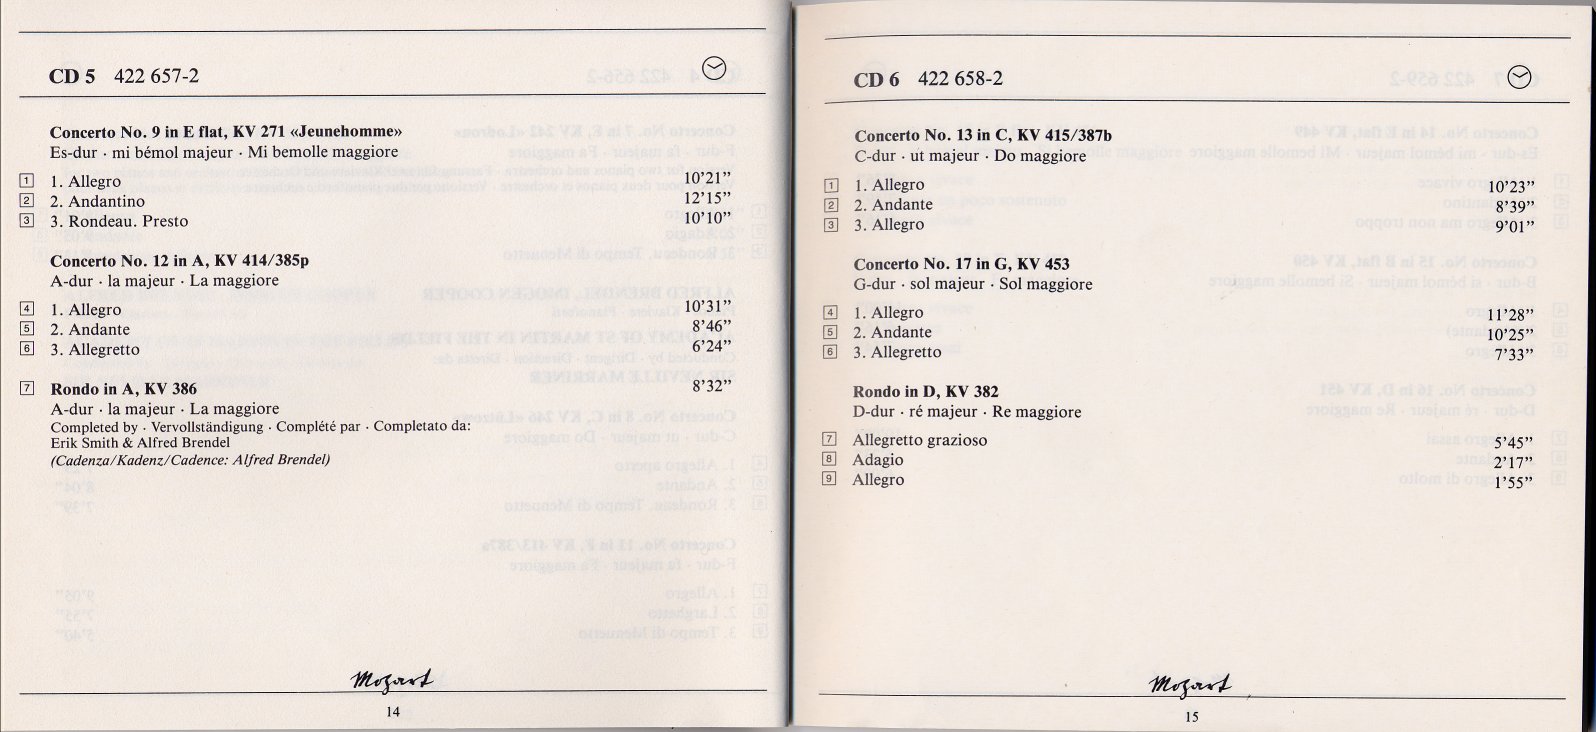 CD 5 422 657-2
Concerto No. 9 in E flat, KV 271 «Jeunehomme»
Es-dur · mi bémol majeur · Mi bemolle maggiore
1 1. Allegro 10’21”
2 2. Andantino 12’15”
3 3. Rondeau. Presto 10’10”
Concerto No. 12 in A, KV 414/385p
A-dur · la majeur · La maggiore
4 1. Allegro 10’31”
5 2. Andante 8’46”
6 3. Allegretto 6’24”
7 Rondo in A, KV 386 8’32”
A-dur · la majeur · La maggiore
Completed by · Vervollständigung · Complété par · Completato da:
Erik Smith & Alfred Brendel
(Cadenza/Kadenz/Cadence: Alfred Brendel)
Mozart
14
CD 6 422 658-2
Concerto No. 13 in C, KV 415/387b
C-dur · ut majeur · Do maggiore
1 1. Allegro 10’23”
2 2. Andante 8’39”
3 3. Allegro 9’01”
Concerto No. 17 in G, KV 453
G-dur · sol majeur · Sol maggiore
4 1. Allegro 11’28”
5 2. Andante 10’25”
6 3. Allegretto 7’33”
Rondo in D, KV 382
D-dur · ré majeur · Re maggiore
7 Allegretto grazioso 5’45”
8 Adagio 2’17”
9 Allegro 1’55”
Mozart
15